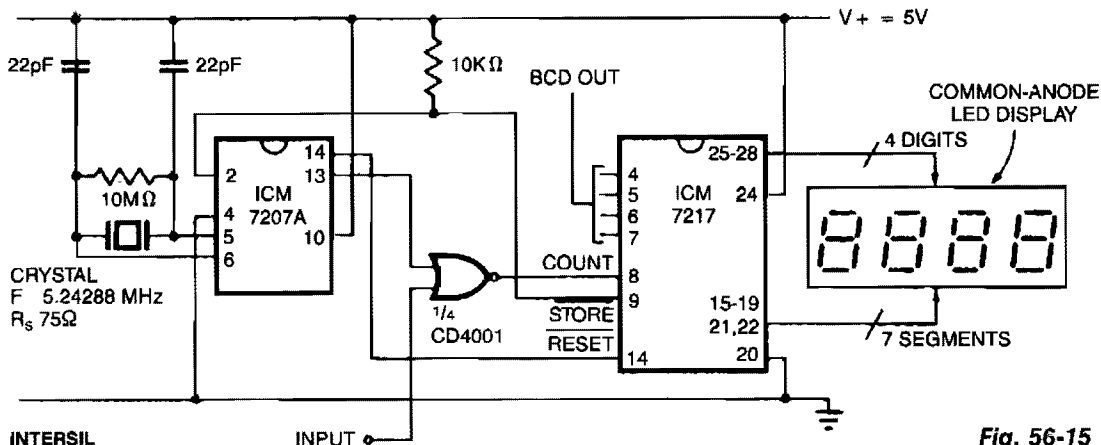 V+ = 5V
22pF
22pF
10KΩ
BCD OUT
COMMON-ANODE
LED DISPLAY
10MΩ
2
4
5
6
14
13
10
ICM
7207A
CRYSTAL
F 5.24288 MHz
RS 75Ω
1/4
CD4001
COUNT
STORE
RESET
4
5
6
7
8
9
14
ICM
7217
25-28
24
15-19
21,22
20
4 DIGITS
8888
7 SEGMENTS
INTERSIL
INPUT
Fig. 56-15